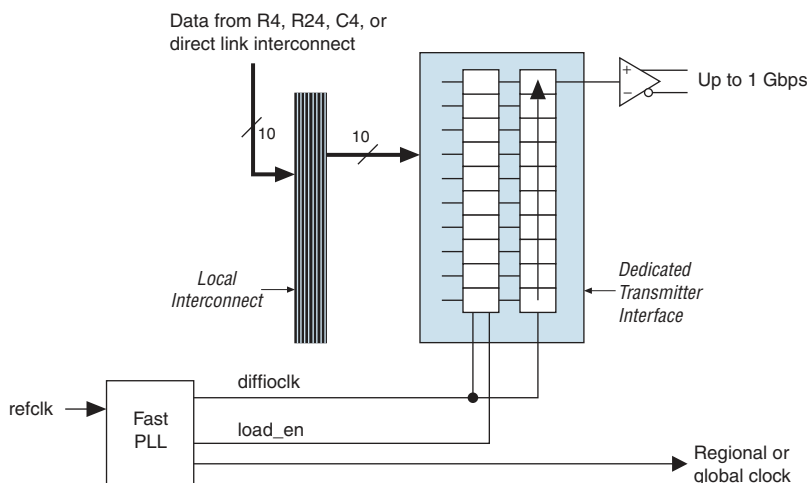 Data from R4, R24, C4, or
direct link interconnect
10
10
+
−
Up to 1 Gbps
Local
Interconnect
Dedicated
Transmitter
Interface
diffioclk
refclk
Fast
PLL
load_en
Regional or
global clock